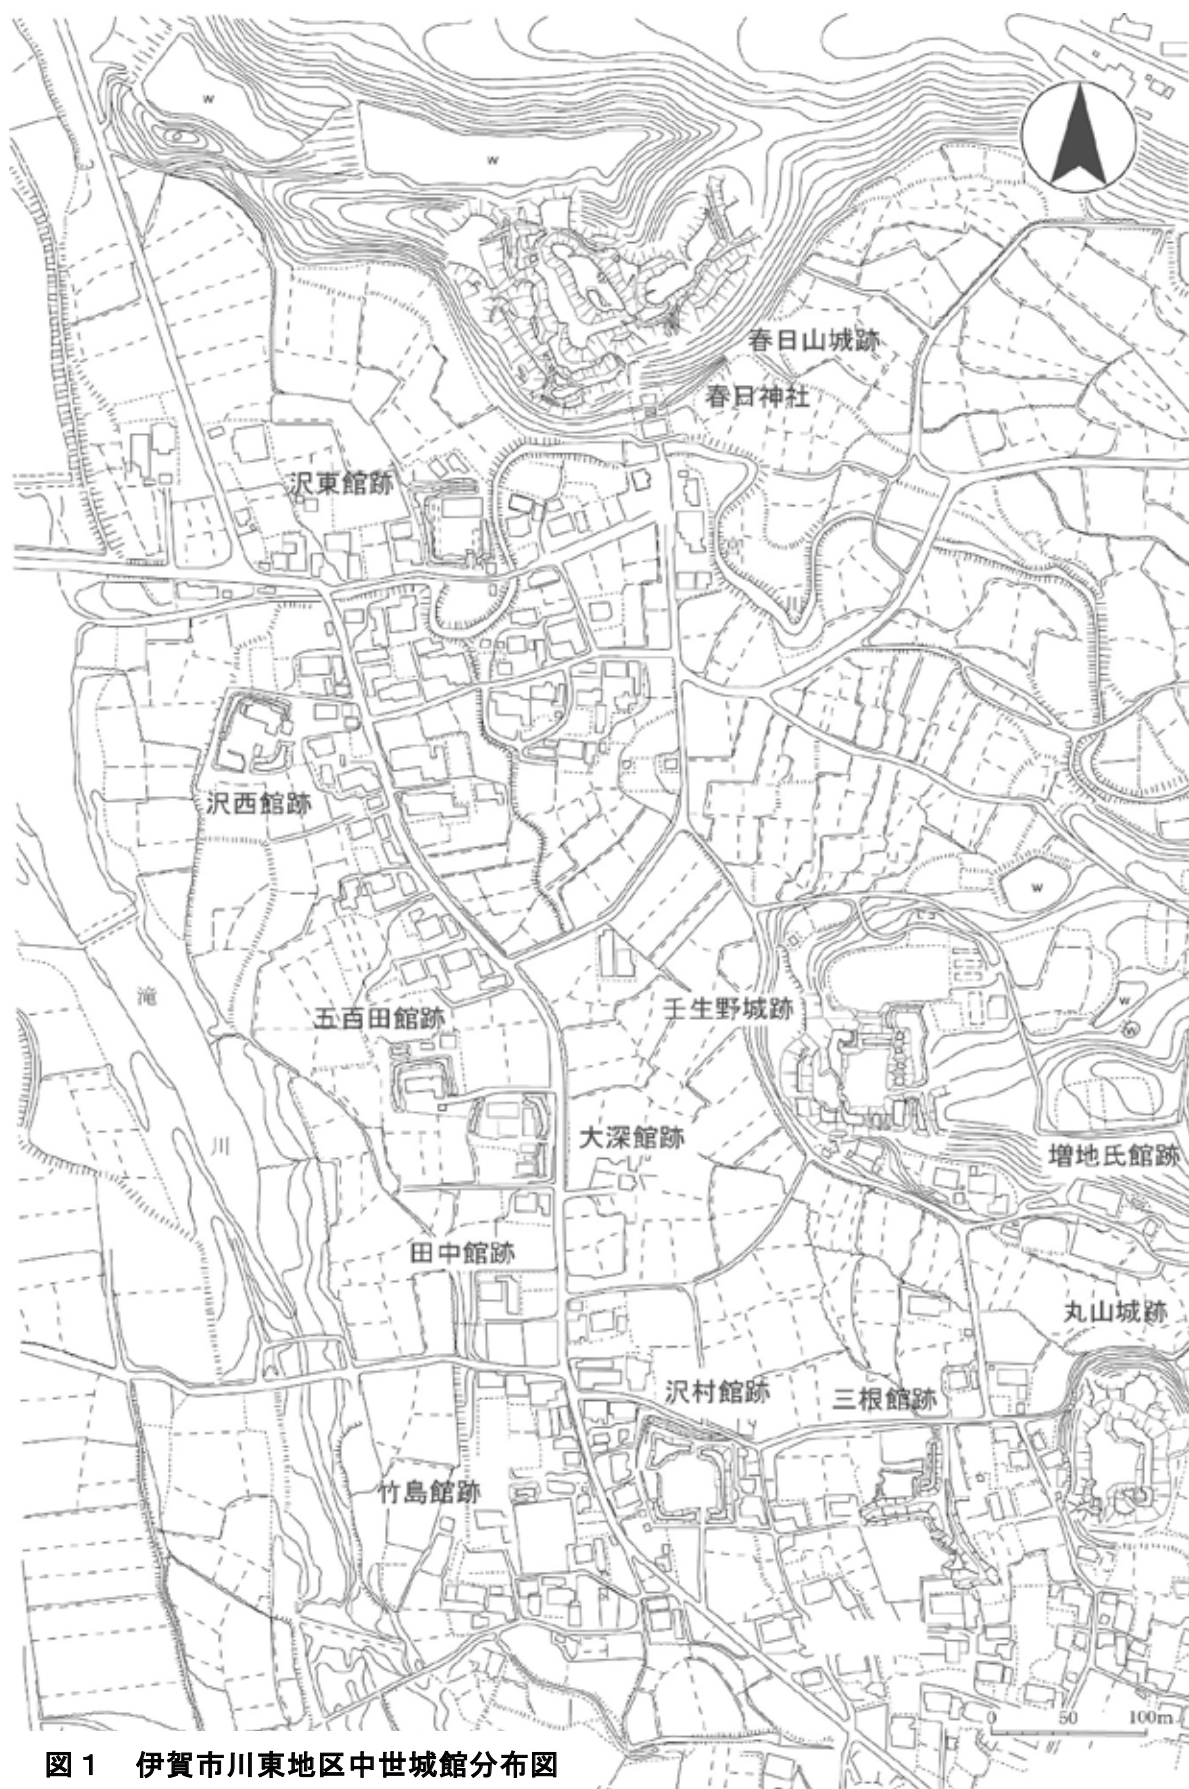 W
W
春日山城跡
春日神社
沢東館跡
沢西館跡
W
滝
五百田館跡
壬生野城跡
W
W
川
大深館跡
増地氏館跡
田中館跡
丸山城跡
沢村館跡
三根館跡
竹島館跡
0 50 100m
図1 伊賀市川東地区中世城館分布図